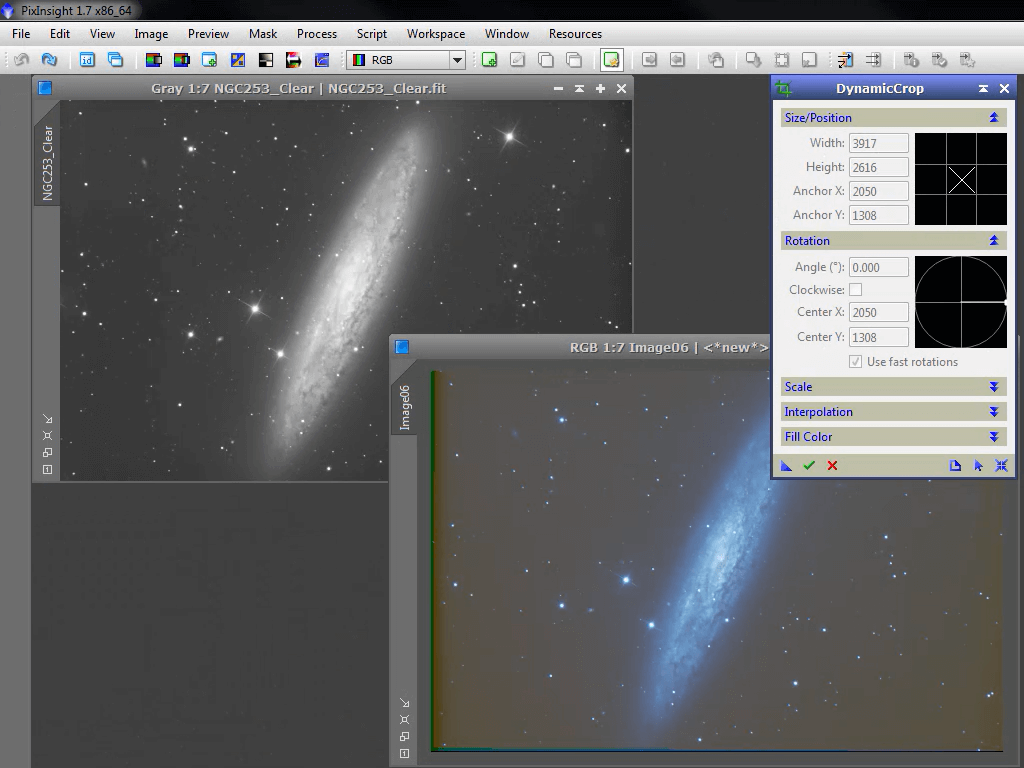 PixInsight 1.7 x86_64
File Edit View Image Preview Mask Process Script Workspace Window Resources
id RGB
Gray 1:7 NGC253_Clear | NGC253_Clear.fit
NGC253_Clear
RGB 1:7 Image06 | <*new*>
Image06
DynamicCrop
Size/Position
Width: 3917
Height: 2616
Anchor X: 2050
Anchor Y: 1308
Rotation
Angle (°): 0.000
Clockwise:
Center X: 2050
Center Y: 1308
Use fast rotations
Scale
Interpolation
Fill Color